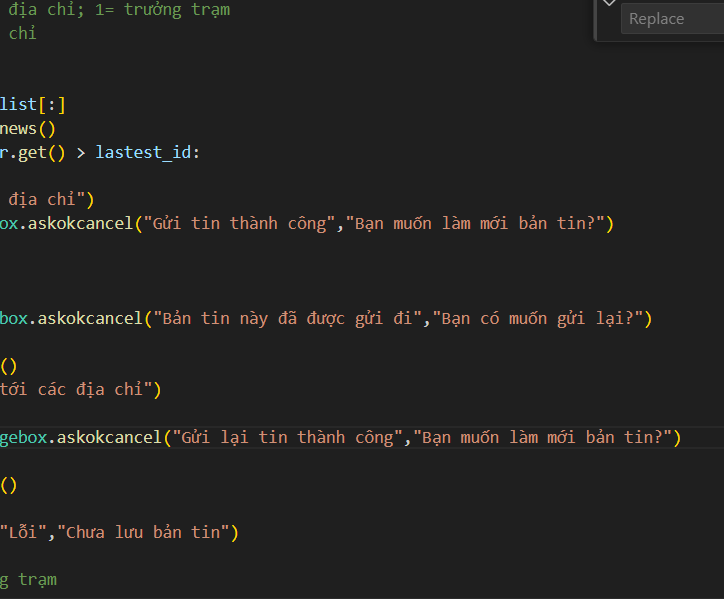 địa chỉ; 1= trưởng trạm
Replace
chỉ
list[:]
news()
r.get() > lastest_id:
địa chỉ")
ox.askokcancel("Gửi tin thành công","Bạn muốn làm mới bản tin?")
box.askokcancel("Bản tin này đã được gửi đi","Bạn có muốn gửi lại?")
()
tới các địa chỉ")
gebox.askokcancel("Gửi lại tin thành công","Bạn muốn làm mới bản tin?")
()
"Lỗi","Chưa lưu bản tin")
g trạm